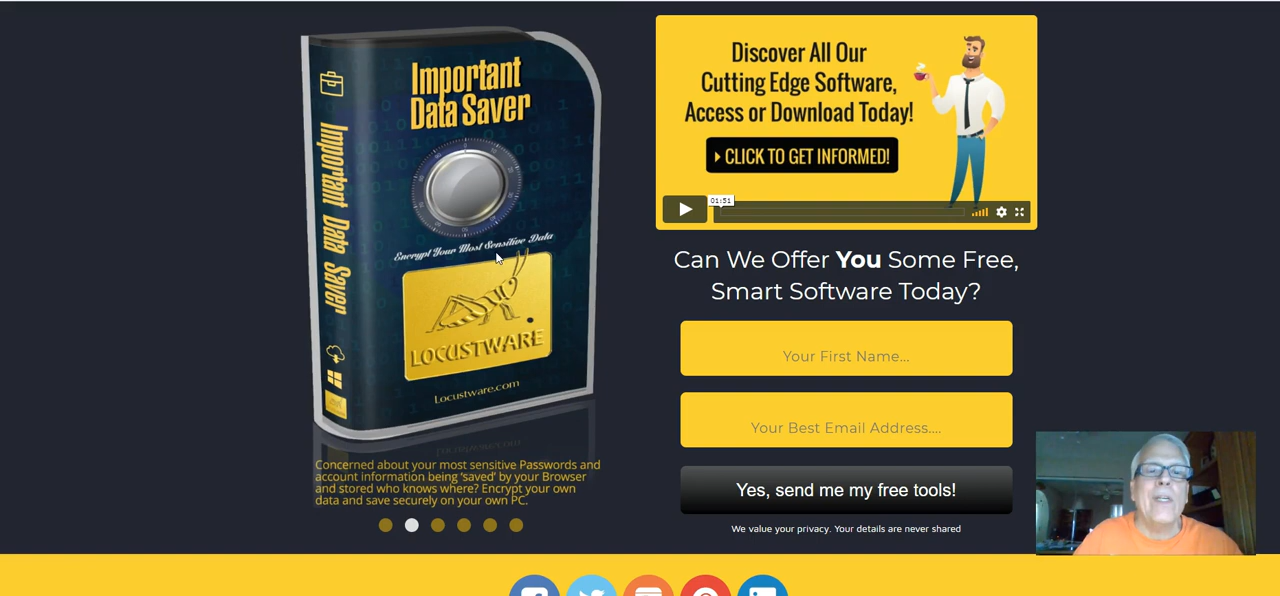 Important
Data Saver
Important Data Saver
Encrypt Your Most Sensitive Data
LOCUSTWARE
Locustware.com
Concerned about your most sensitive Passwords and
account information being 'saved' by your Browser
and stored who knows where? Encrypt your own
data and save securely on your own PC.
Discover All Our
Cutting Edge Software,
Access or Download Today!
CLICK TO GET INFORMED!
01:51
Can We Offer You Some Free,
Smart Software Today?
Your First Name...
Your Best Email Address....
Yes, send me my free tools!
We value your privacy. Your details are never shared